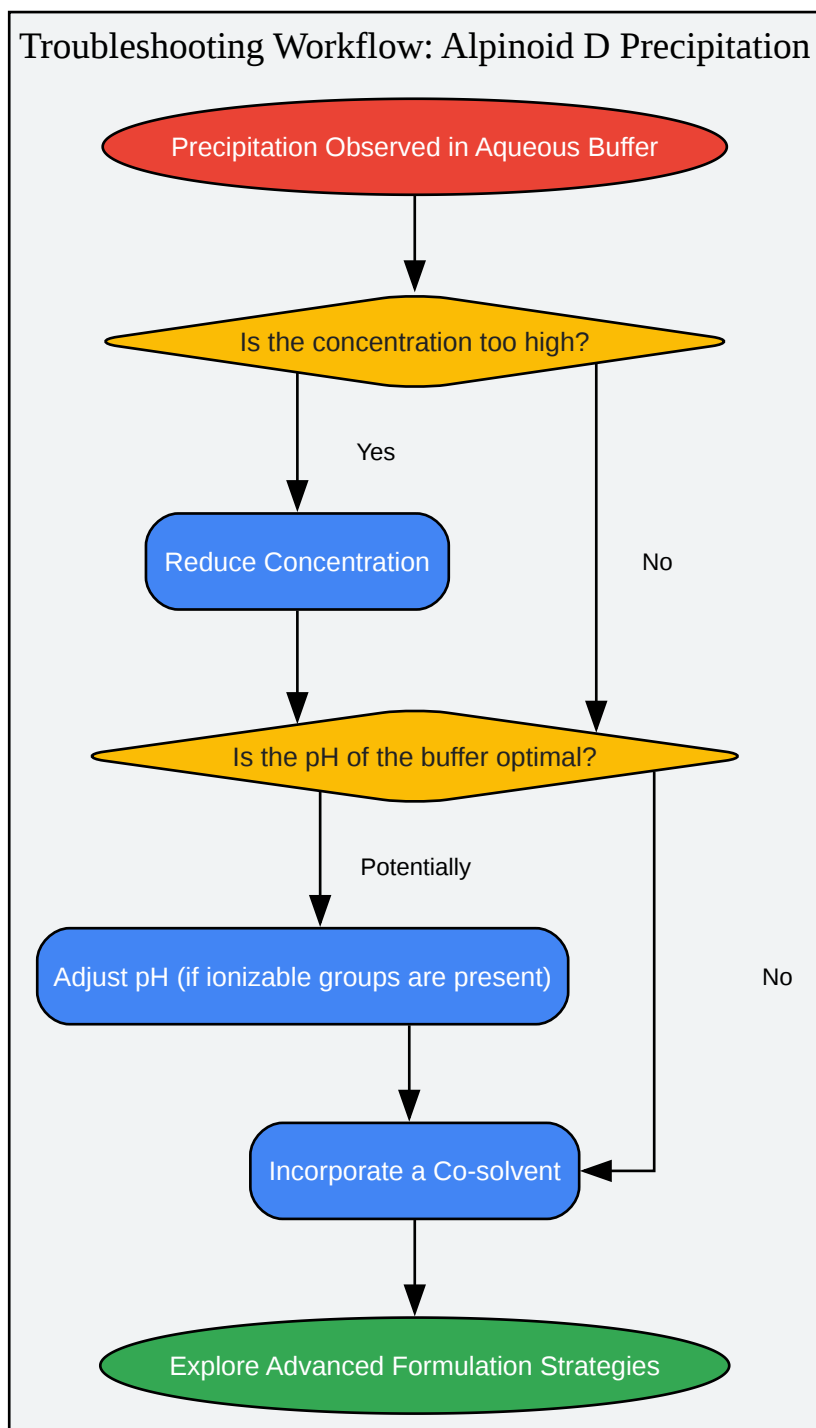 Troubleshooting Workflow: Alpinoid D Precipitation
Precipitation Observed in Aqueous Buffer
Is the concentration too high?
Yes
Reduce Concentration
No
Is the pH of the buffer optimal?
Potentially
Adjust pH (if ionizable groups are present)
No
Incorporate a Co-solvent
Explore Advanced Formulation Strategies